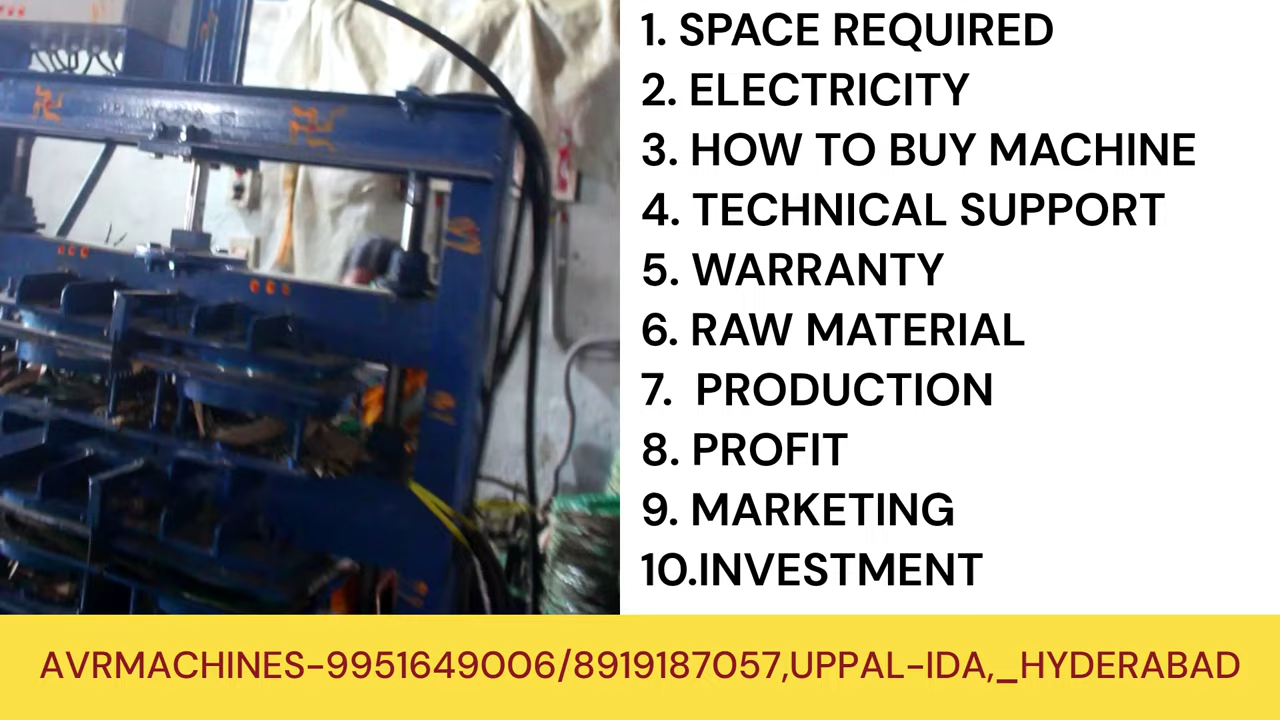 1. SPACE REQUIRED
2. ELECTRICITY
3. HOW TO BUY MACHINE
4. TECHNICAL SUPPORT
5. WARRANTY
6. RAW MATERIAL
7. PRODUCTION
8. PROFIT
9. MARKETING
10.INVESTMENT
AVRMACHINES-9951649006/8919187057,UPPAL-IDA,_HYDERABAD